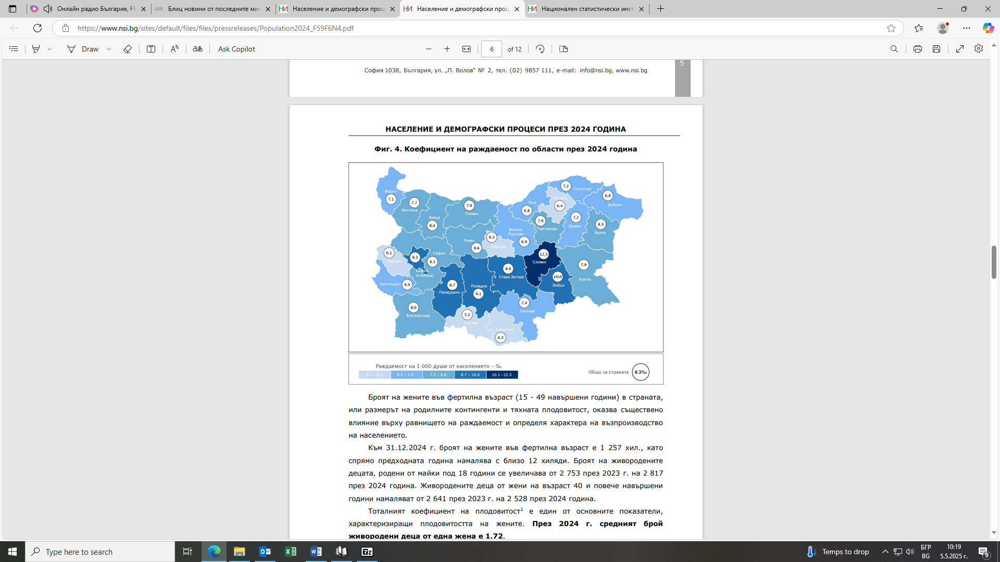 Онлайн радио България, FM
Блиц новини от последните мин
Население и демографски проц
Население и демографски проц
Национален статистически инст
https://www.nsi.bg/sites/default/files/files/pressreleases/Population2024_F59F6N4.pdf
Draw
aあ
Ask Copilot
6
of 12
София 1038, България, ул. „П. Волов“ № 2, тел. (02) 9857 111, e-mail: info@nsi.bg, www.nsi.bg
5
НАСЕЛЕНИЕ И ДЕМОГРАФСКИ ПРОЦЕСИ ПРЕЗ 2024 ГОДИНА
Фиг. 4. Коефициент на раждаемост по области през 2024 година
Видин
7.1
7.7
Монтана
Враца
8.4
7.9
Плевен
Ловеч
8.6
6.3
Габрово
Велико
Търново
6.9
Русе
6.8
7.2
Силистра
Разград
6.4
6.8
Добрич
7.9
Търговище
7.2
Шумен
8.3
Варна
6.1
Перник
9.3
София
(столица)
София
8.5
Кюстендил
6.9
8.0
Благоевград
8.7
Пазарджик
Пловдив
9.1
8.8
Стара Загора
12.5
Сливен
10.0
Ямбол
7.9
Бургас
7.4
Хасково
5.2
Смолян
Кърджали
6.3
Раждаемост на 1 000 души от населението – ‰
5.2 – 6.4
6.5 – 7.4
7.5 – 8.6
8.7 – 10.0
10.1 –12.5
Общо за страната
8.3‰
Броят на жените във фертилна възраст (15 - 49 навършени години) в страната,
или размерът на родилните контингенти и тяхната плодовитост, оказва съществено
влияние върху равнището на раждаемост и определя характера на възпроизводство
на населението.
Към 31.12.2024 г. броят на жените във фертилна възраст е 1 257 хил., като
спрямо предходната година намалява с близо 12 хиляди. Броят на живородените
децата, родени от майки под 18 години се увеличава от 2 753 през 2023 г. на 2 817
през 2024 година. Живородените деца от жени на възраст 40 и повече навършени
години намаляват от 2 641 през 2023 г. на 2 528 през 2024 година.
Тоталният коефициент на плодовитост¹ е един от основните показатели,
характеризиращи плодовитостта на жените. През 2024 г. средният брой
живородени деца от една жена е 1.72.
Type here to search
Temps to drop
БГР
BG
10:19
5.5.2025 г.
9